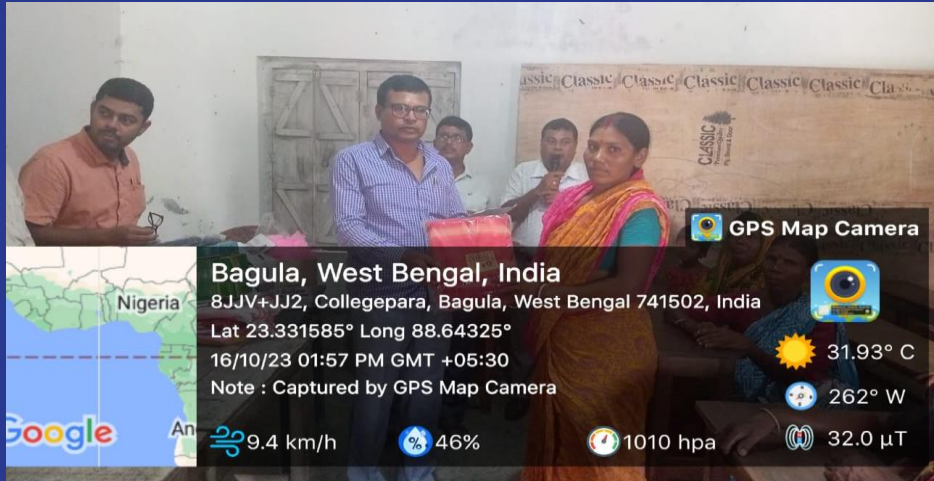 Classic Classic Classic Classic Classic Classic
CLASSIC
GPS Map Camera
Nigeria
Google
Bagula, West Bengal, India
8JJV+JJ2, Collegepara, Bagula, West Bengal 741502, India
Lat 23.331585° Long 88.64325°
16/10/23 01:57 PM GMT +05:30
Note : Captured by GPS Map Camera
31.93° C
262° W
9.4 km/h
46%
1010 hpa
32.0 µT